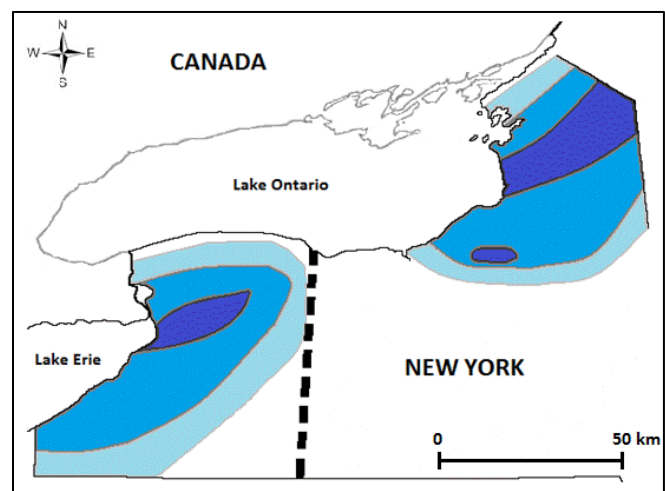 N
W E
S
CANADA
Lake Ontario
Lake Erie
NEW YORK
0 50 km